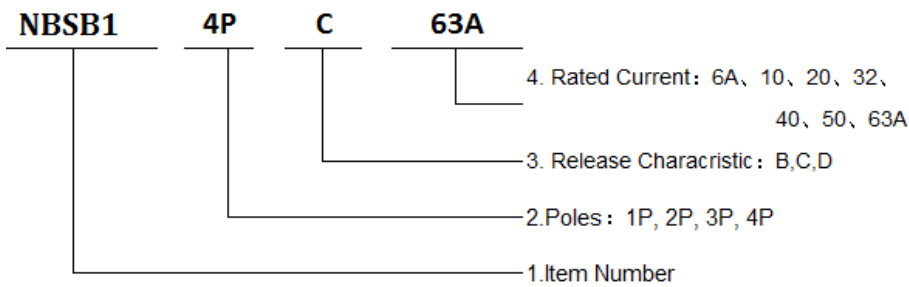 NBSB1 4P C 63A
4. Rated Current：6A、10、20、32、
40、50、63A
3. Release Characristic：B,C,D
2.Poles：1P, 2P, 3P, 4P
1.Item Number